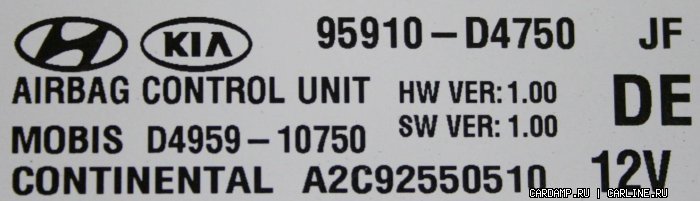 KIA 95910-D4750 JF
AIRBAG CONTROL UNIT HW VER: 1.00 DE
MOBIS D4959-10750 SW VER: 1.00
CONTINENTAL A2C92550510 12V
CARDAMP.RU | CARLINE.RU